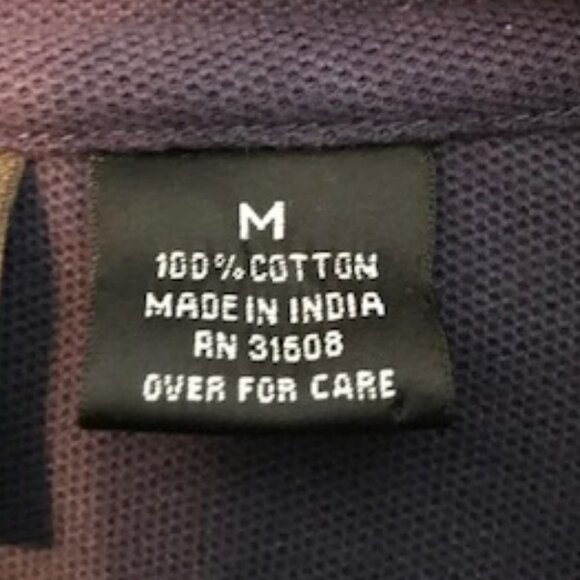 M
100% COTTON
MADE IN INDIA
RN 31608
OVER FOR CARE